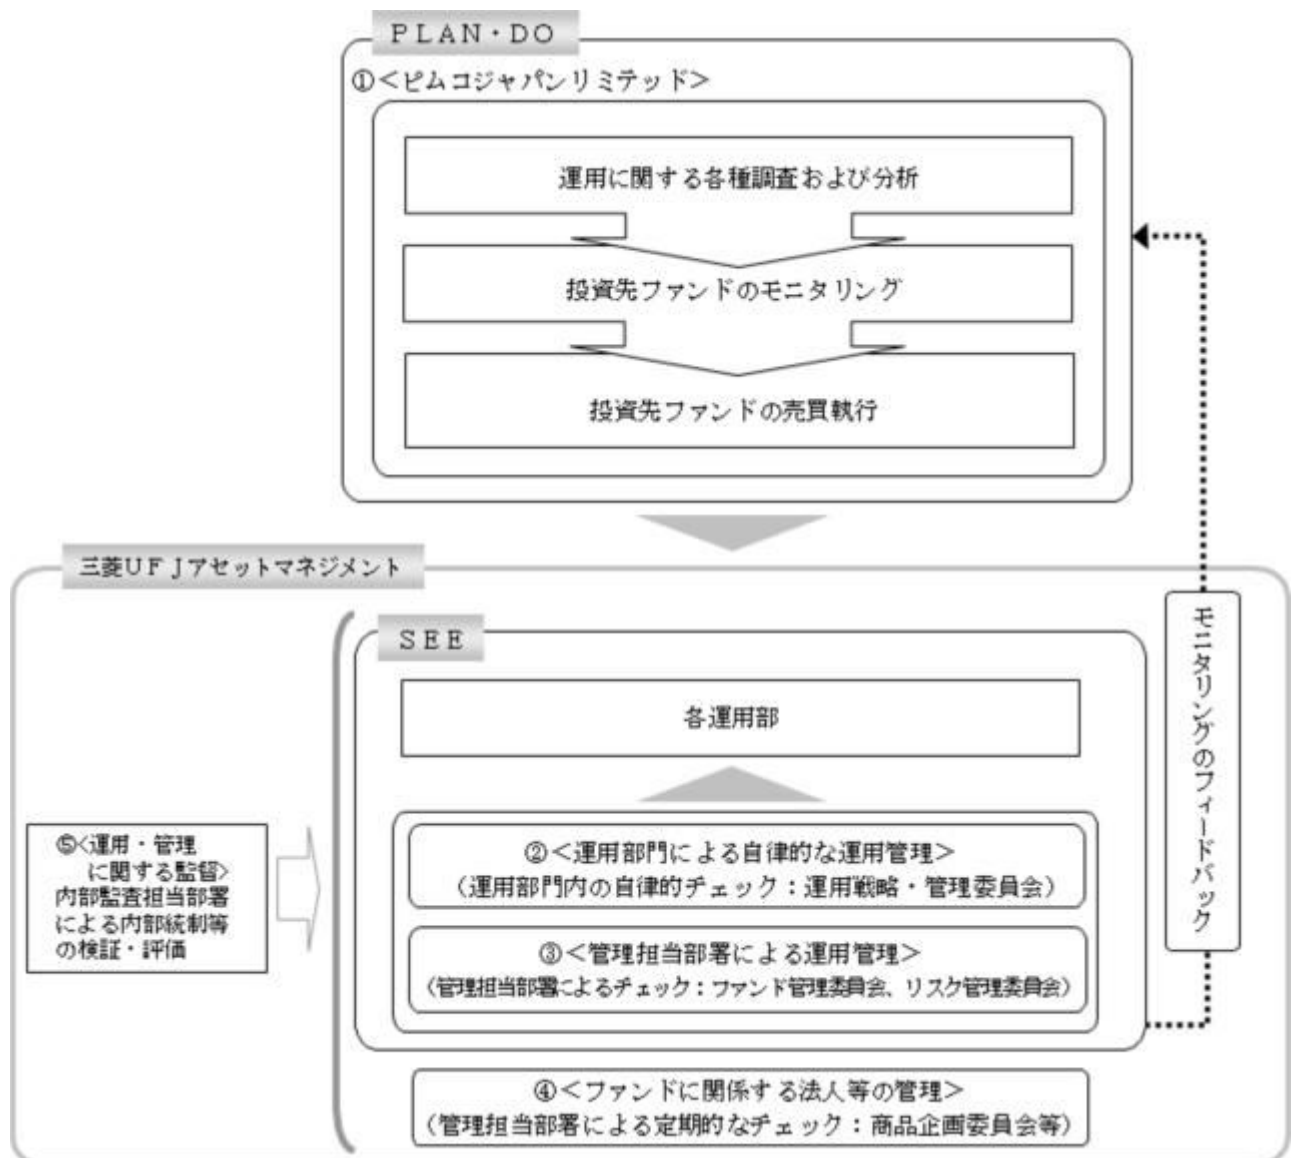 ＰＬＡＮ・ＤＯ
①＜ピムコジャパンリミテッド＞
運用に関する各種調査および分析
投資先ファンドのモニタリング
投資先ファンドの売買執行
三菱ＵＦＪアセットマネジメント
ＳＥＥ
各運用部
②＜運用部門による自律的な運用管理＞
（運用部門内の自律的チェック：運用戦略・管理委員会）
③＜管理担当部署による運用管理＞
（管理担当部署によるチェック：ファンド管理委員会、リスク管理委員会）
④＜ファンドに関係する法人等の管理＞
（管理担当部署による定期的なチェック：商品企画委員会等）
⑤＜運用・管理
に関する監督＞
内部監査担当部署
による内部統制等
の検証・評価
モニタリングのフィードバック